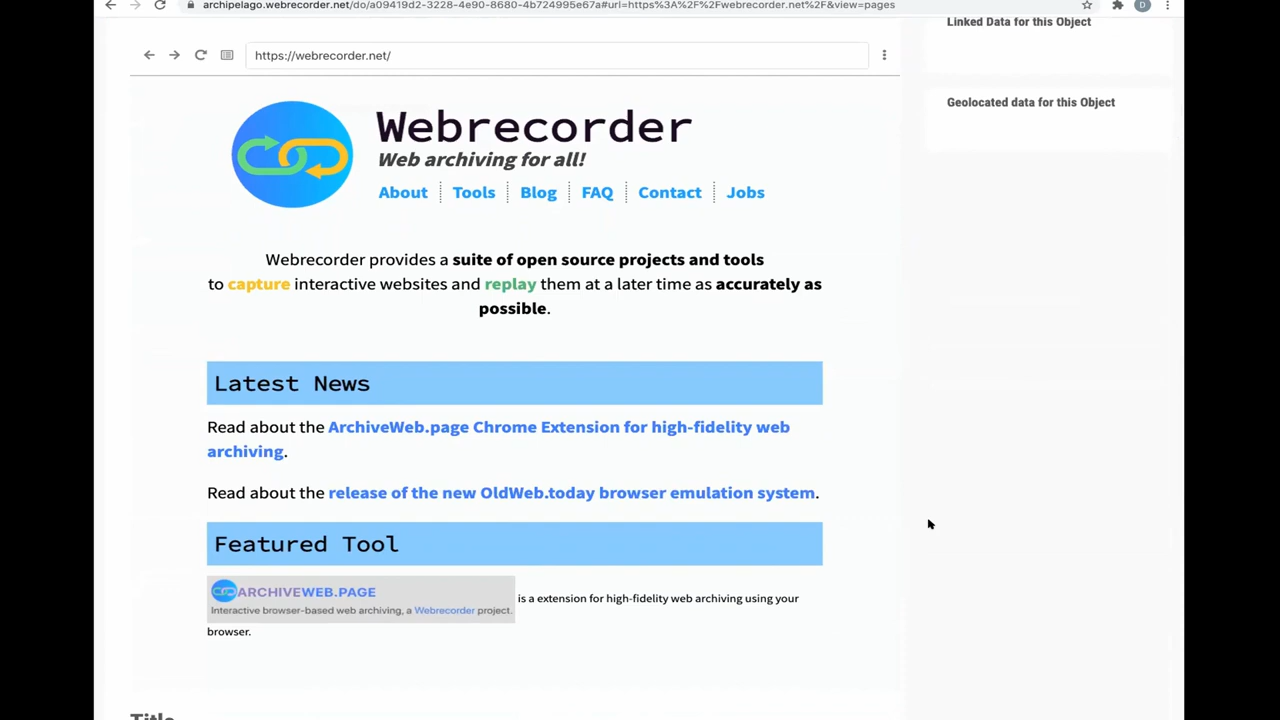 archipelago.webrecorder.net/do/a09419d2-3228-4e90-8680-4b724995e67a#url=https%3A%2F%2Fwebrecorder.net%2F&view=pages
D
Linked Data for this Object
https://webrecorder.net/
Geolocated data for this Object
Webrecorder
Web archiving for all!
About Tools Blog FAQ Contact Jobs
Webrecorder provides a suite of open source projects and tools
to capture interactive websites and replay them at a later time as accurately as
possible.
Latest News
Read about the ArchiveWeb.page Chrome Extension for high-fidelity web
archiving.
Read about the release of the new OldWeb.today browser emulation system.
Featured Tool
ARCHIVEWEB.PAGE
Interactive browser-based web archiving, a Webrecorder project.
is a extension for high-fidelity web archiving using your
browser.
Title